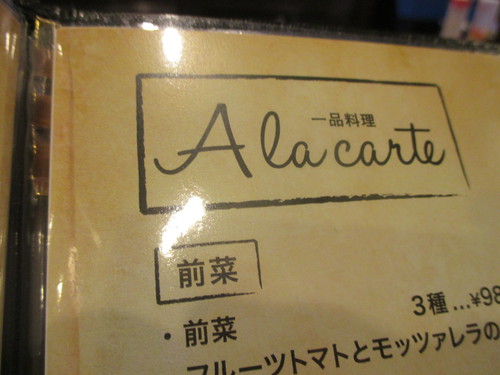 一品料理
A la carte
前菜
・前菜 3種...¥98
フルーツトマトとモッツァレラの